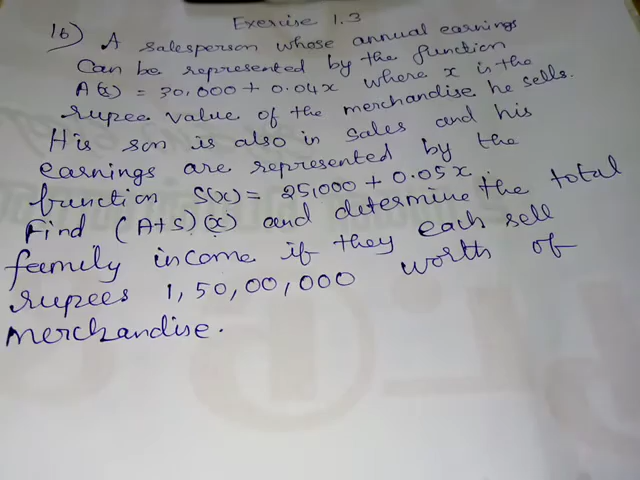 Exercise 1.3
16) A salesperson whose annual earnings
Can be represented by the function
A(x) = 30,000 + 0.04x where x is the
rupee value of the merchandise he sells.
His son is also in sales and his
earnings are represented by the
function S(x) = 25,000 + 0.05x.
Find (A+S)(x) and determine the total
family income if they each sell
rupees 1,50,00,000 worth of
merchandise.